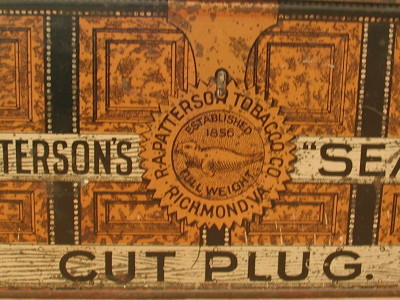 R.A. PATTERSON TOBACCO CO.
RICHMOND, VA.
ESTABLISHED
1856
FULL WEIGHT
TERSON'S "SEA
CUT PLUG.